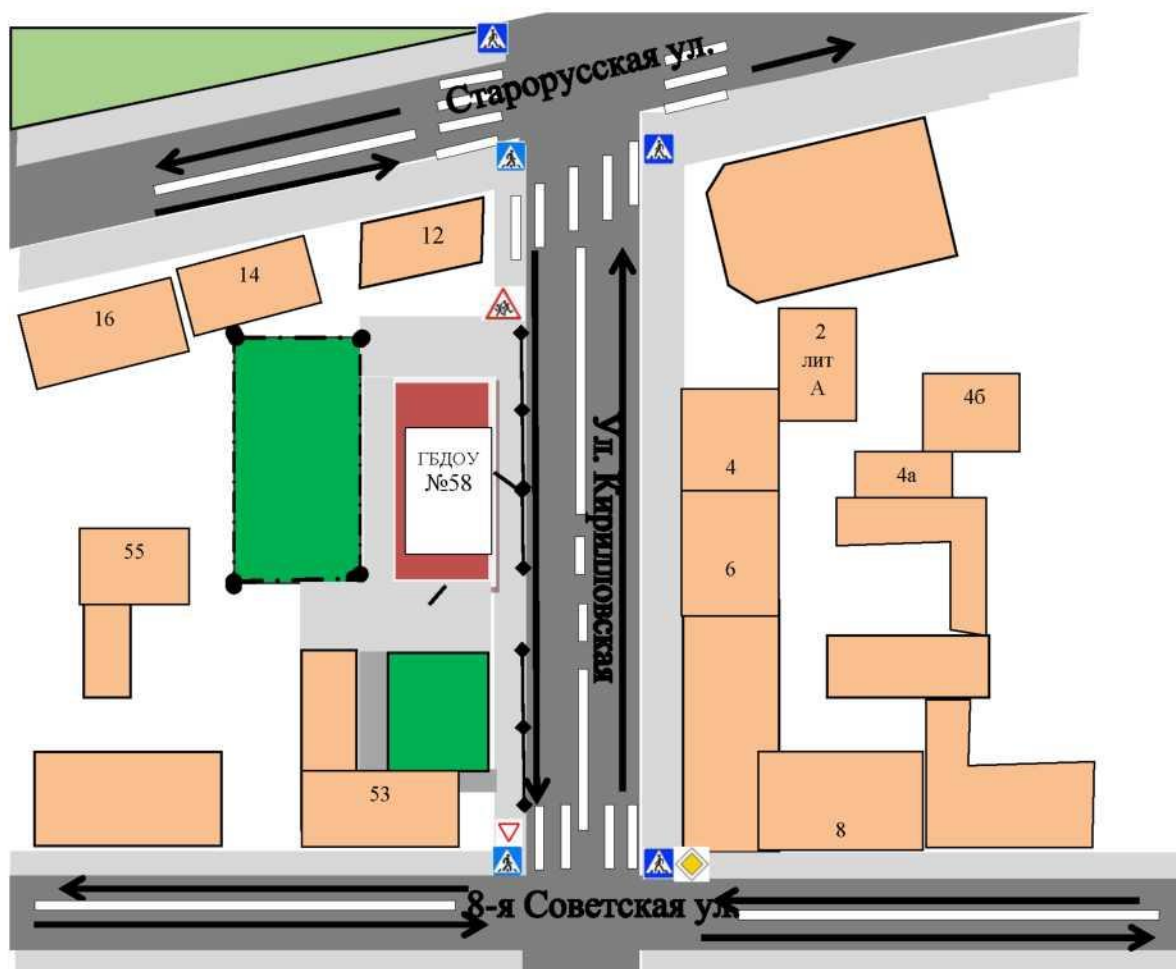 Старорусская ул.
12
14
16
2
лит
А
4б
4
4а
ГБДОУ
№58
Ул. Кирилловская
55
6
53
8
8-я Советская ул.